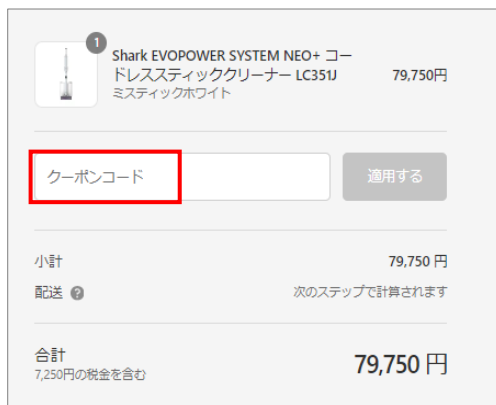 1
Shark EVOPOWER SYSTEM NEO+ コー
ドレススティッククリーナー LC351J
79,750円
ミスティックホワイト
クーポンコード
適用する
小計
79,750 円
配送 ?
次のステップで計算されます
合計
7,250円の税金を含む
79,750 円